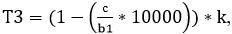 T3 = (1 − (c/b1 * 10000)) * k,